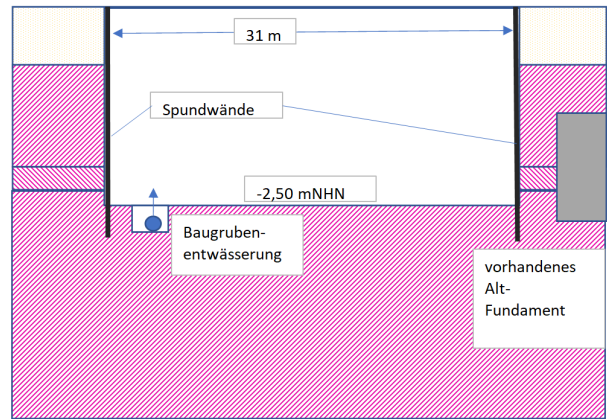 31 m
Spundwände
-2,50 mNHN
Baugruben-
entwässerung
vorhandenes
Alt-
Fundament